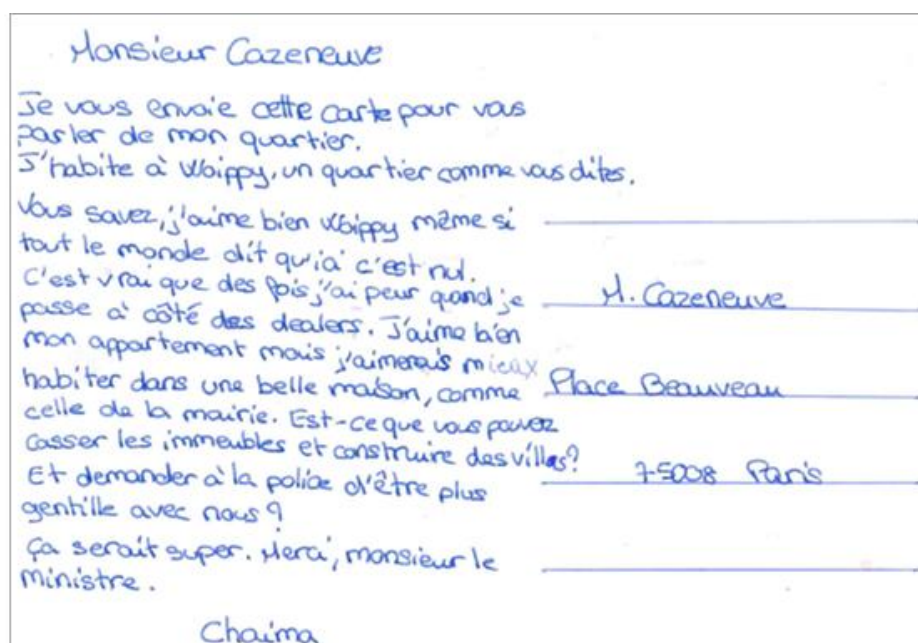 Monsieur Cazeneuve
Je vous envoie cette carte pour vous
parler de mon quartier.
J'habite à Woippy, un quartier comme vous dites.
Vous savez, j'aime bien Woippy même si
tout le monde dit qu'ici c'est nul.
C'est vrai que des fois j'ai peur quand je
passe à côté des dealers. J'aime bien
mon appartement mais j'aimerais mieux
habiter dans une belle maison, comme
celle de la mairie. Est-ce que vous pouvez
casser les immeubles et construire des villas?
Et demander à la police d'être plus
gentille avec nous?
Ça serait super. Merci, monsieur le
ministre.
Chaima
M. Cazeneuve
Place Beauveau
75008 Paris